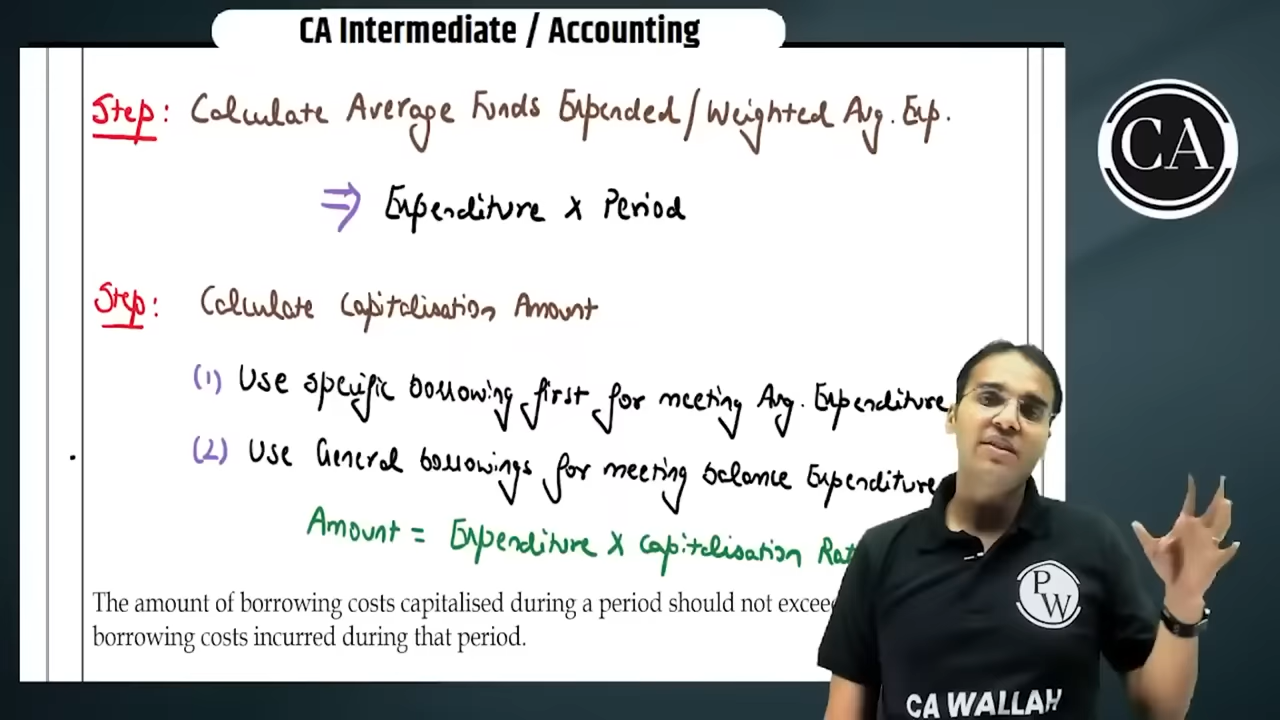 CA Intermediate / Accounting
Step: Calculate Average Funds Expended/Weighted Avg. Exp.
CA
⇒ Expenditure x Period
Step: Calculate Capitalisation Amount
(1) Use specific borrowing first for meeting Avg. Expenditure
(2) Use General borrowings for meeting balance Expenditure
Amount = Expenditure x Capitalisation
The amount of borrowing costs capitalised during a period should not
borrowing costs incurred during that period.
PW
CA WALLAH